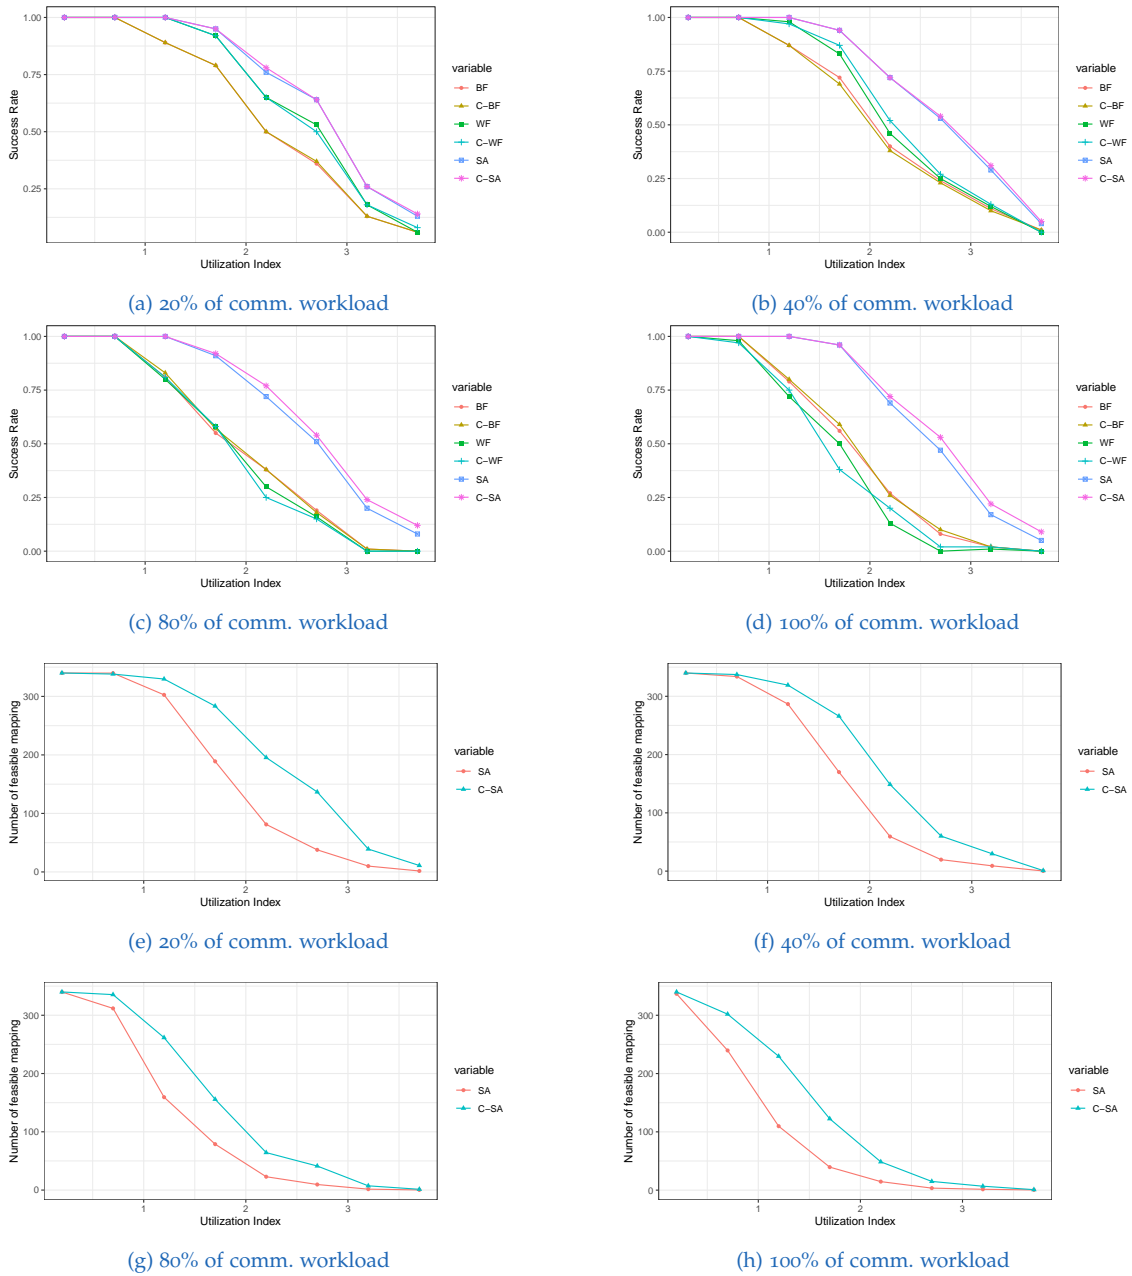 1.00
0.75
0.50
0.25
Success Rate
1
2
3
Utilization Index
variable
BF
C−BF
WF
C−WF
SA
C−SA
(a) 20% of comm. workload
1.00
0.75
0.50
0.25
0.00
Success Rate
1
2
3
Utilization Index
variable
BF
C−BF
WF
C−WF
SA
C−SA
(b) 40% of comm. workload
1.00
0.75
0.50
0.25
0.00
Success Rate
1
2
3
Utilization Index
variable
BF
C−BF
WF
C−WF
SA
C−SA
(c) 80% of comm. workload
1.00
0.75
0.50
0.25
0.00
Success Rate
1
2
3
Utilization Index
variable
BF
C−BF
WF
C−WF
SA
C−SA
(d) 100% of comm. workload
300
200
100
0
Number of feasible mapping
1
2
3
Utilization Index
variable
SA
C−SA
(e) 20% of comm. workload
300
200
100
0
Number of feasible mapping
1
2
3
Utilization Index
variable
SA
C−SA
(f) 40% of comm. workload
300
200
100
0
Number of feasible mapping
1
2
3
Utilization Index
variable
SA
C−SA
(g) 80% of comm. workload
300
200
100
0
Number of feasible mapping
1
2
3
Utilization Index
variable
SA
C−SA
(h) 100% of comm. workload